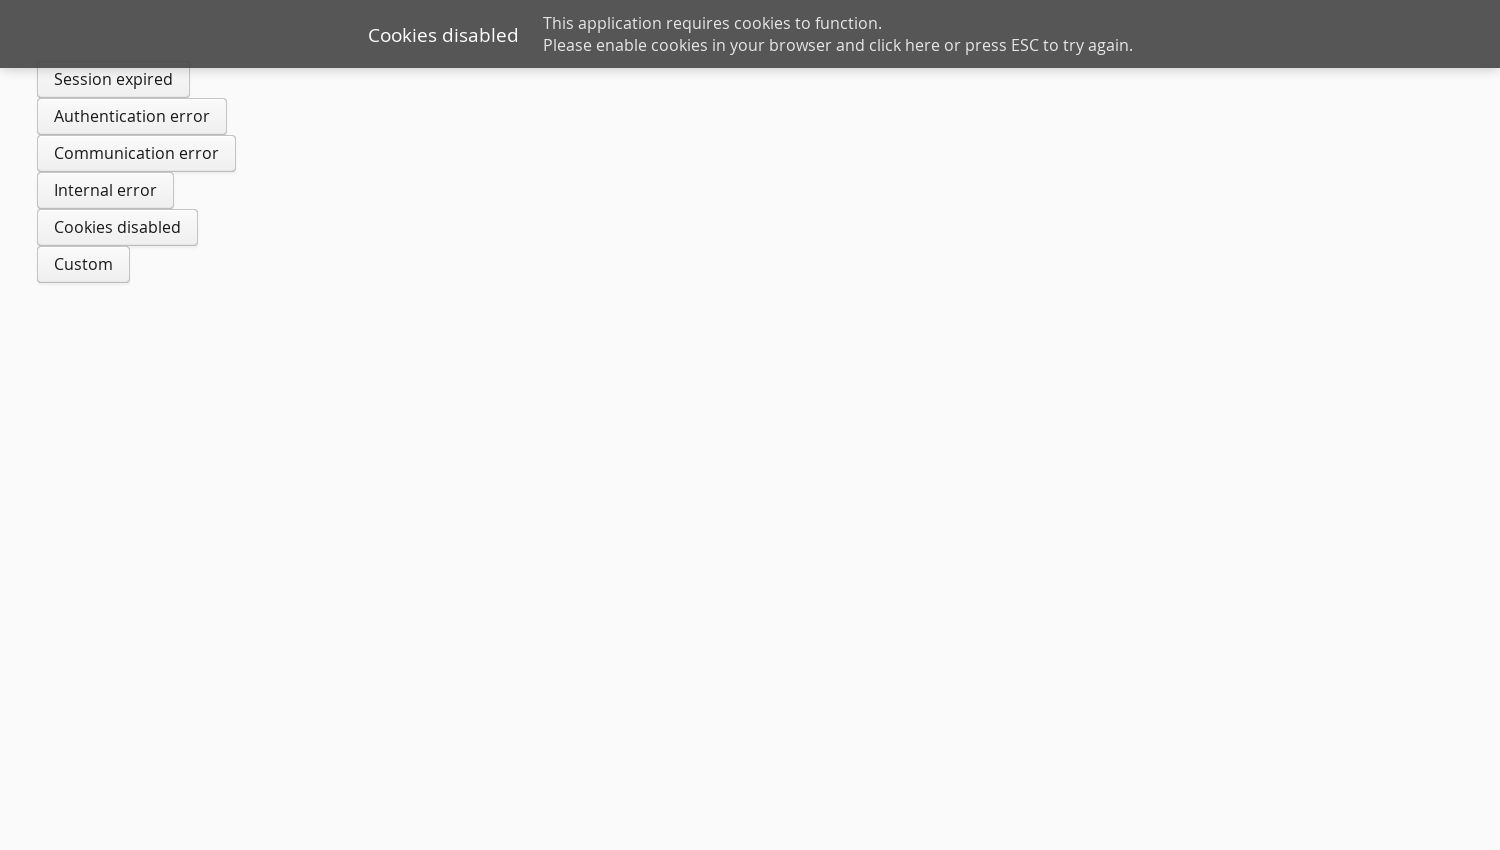 Cookies disabled
This application requires cookies to function.
Please enable cookies in your browser and click here or press ESC to try again.
Session expired
Authentication error
Communication error
Internal error
Cookies disabled
Custom